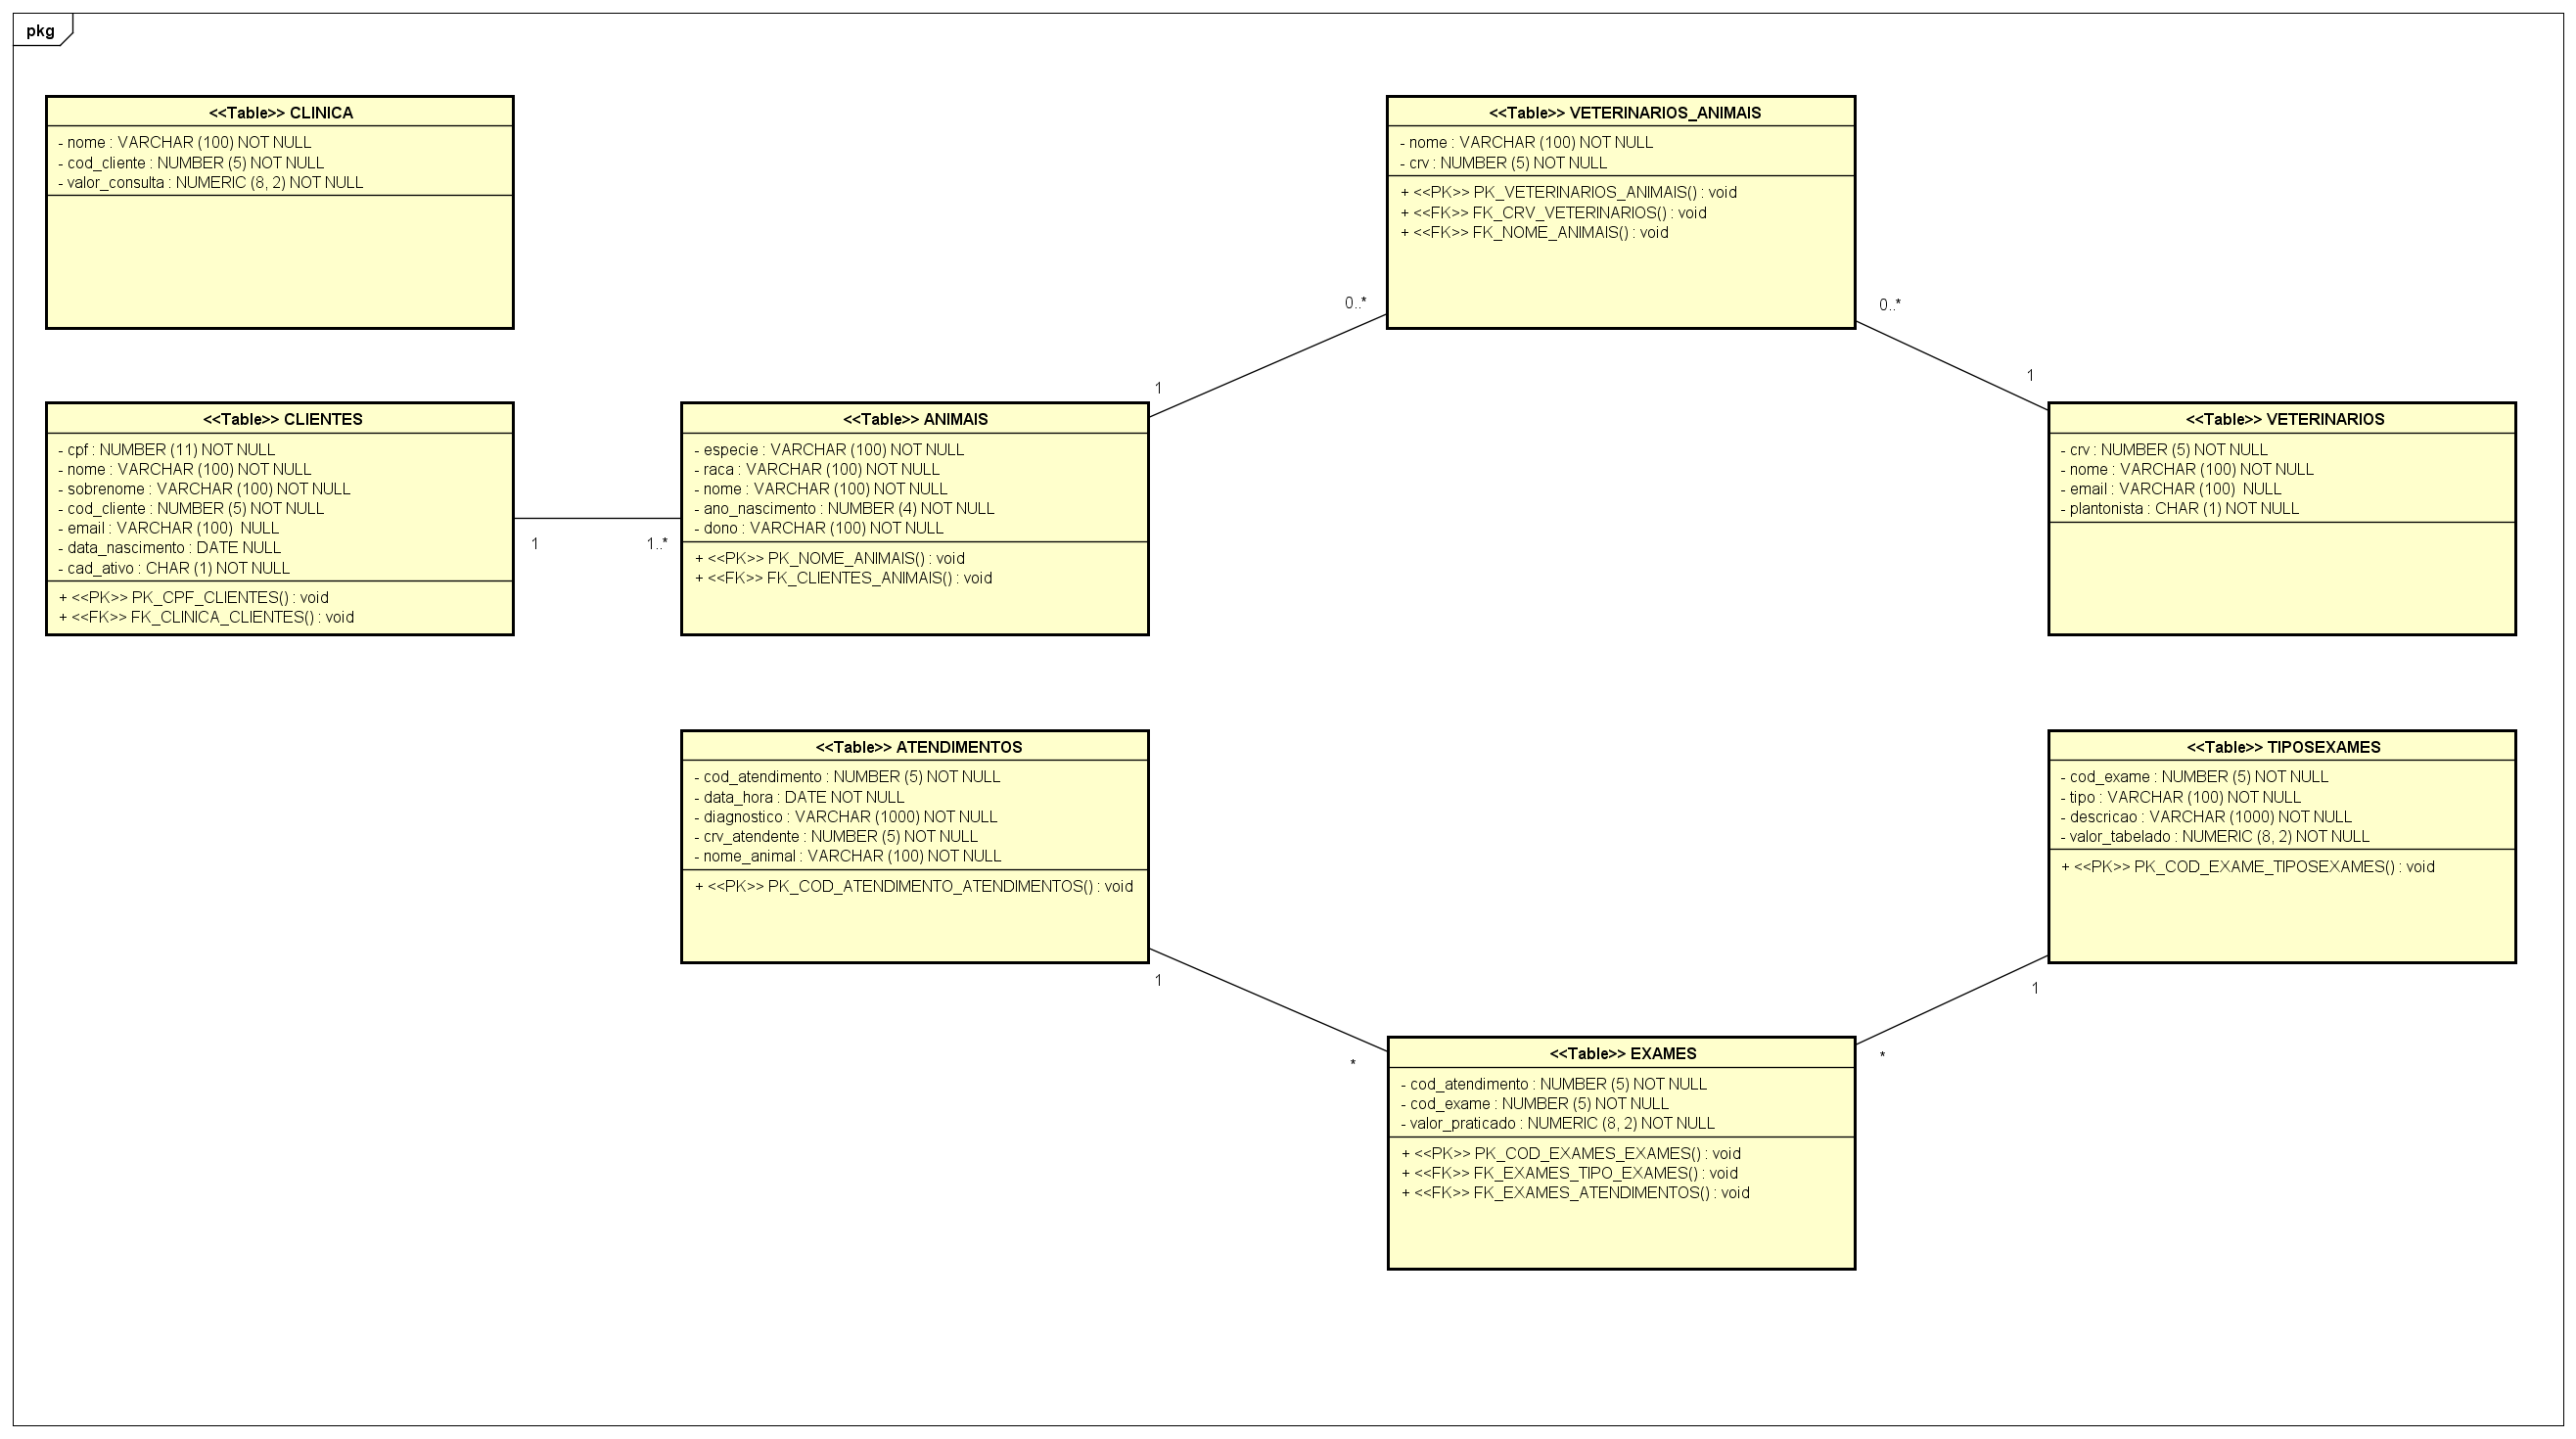 pkg
<<Table>> CLINICA
- nome : VARCHAR (100) NOT NULL
- cod_cliente : NUMBER (5) NOT NULL
- valor_consulta : NUMERIC (8, 2) NOT NULL
<<Table>> VETERINARIOS_ANIMAIS
- nome : VARCHAR (100) NOT NULL
- crv : NUMBER (5) NOT NULL
+ <<PK>> PK_VETERINARIOS_ANIMAIS() : void
+ <<FK>> FK_CRV_VETERINARIOS() : void
+ <<FK>> FK_NOME_ANIMAIS() : void
0..*
0..*
1
1
<<Table>> CLIENTES
- cpf : NUMBER (11) NOT NULL
- nome : VARCHAR (100) NOT NULL
- sobrenome : VARCHAR (100) NOT NULL
- cod_cliente : NUMBER (5) NOT NULL
- email : VARCHAR (100)  NULL
- data_nascimento : DATE NULL
- cad_ativo : CHAR (1) NOT NULL
+ <<PK>> PK_CPF_CLIENTES() : void
+ <<FK>> FK_CLINICA_CLIENTES() : void
1
1..*
<<Table>> ANIMAIS
- especie : VARCHAR (100) NOT NULL
- raca : VARCHAR (100) NOT NULL
- nome : VARCHAR (100) NOT NULL
- ano_nascimento : NUMBER (4) NOT NULL
- dono : VARCHAR (100) NOT NULL
+ <<PK>> PK_NOME_ANIMAIS() : void
+ <<FK>> FK_CLIENTES_ANIMAIS() : void
<<Table>> VETERINARIOS
- crv : NUMBER (5) NOT NULL
- nome : VARCHAR (100) NOT NULL
- email : VARCHAR (100)  NULL
- plantonista : CHAR (1) NOT NULL
<<Table>> ATENDIMENTOS
- cod_atendimento : NUMBER (5) NOT NULL
- data_hora : DATE NOT NULL
- diagnostico : VARCHAR (1000) NOT NULL
- crv_atendente : NUMBER (5) NOT NULL
- nome_animal : VARCHAR (100) NOT NULL
+ <<PK>> PK_COD_ATENDIMENTO_ATENDIMENTOS() : void
<<Table>> TIPOSEXAMES
- cod_exame : NUMBER (5) NOT NULL
- tipo : VARCHAR (100) NOT NULL
- descricao : VARCHAR (1000) NOT NULL
- valor_tabelado : NUMERIC (8, 2) NOT NULL
+ <<PK>> PK_COD_EXAME_TIPOSEXAMES() : void
1
1
*
*
<<Table>> EXAMES
- cod_atendimento : NUMBER (5) NOT NULL
- cod_exame : NUMBER (5) NOT NULL
- valor_praticado : NUMERIC (8, 2) NOT NULL
+ <<PK>> PK_COD_EXAMES_EXAMES() : void
+ <<FK>> FK_EXAMES_TIPO_EXAMES() : void
+ <<FK>> FK_EXAMES_ATENDIMENTOS() : void